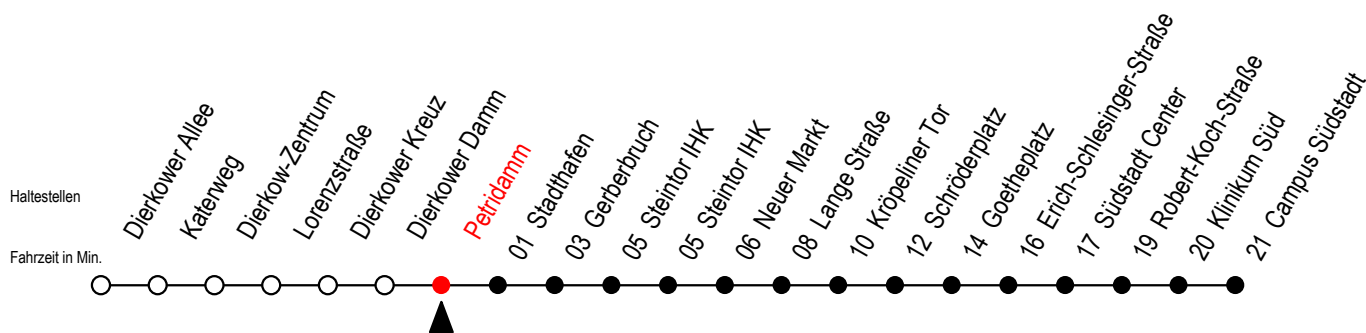 Haltestellen
Fahrzeit in Min.
Dierkower Allee
Katerweg
Dierkow-Zentrum
Lorenzstraße
Dierkower Kreuz
Dierkower Damm
Petridamm
01 Stadthafen
03 Gerberbruch
05 Steintor IHK
05 Steintor IHK
06 Neuer Markt
08 Lange Straße
10 Kröpeliner Tor
12 Schröderplatz
14 Goetheplatz
16 Erich-Schlesinger-Straße
17 Südstadt Center
19 Robert-Koch-Straße
20 Klinikum Süd
21 Campus Südstadt